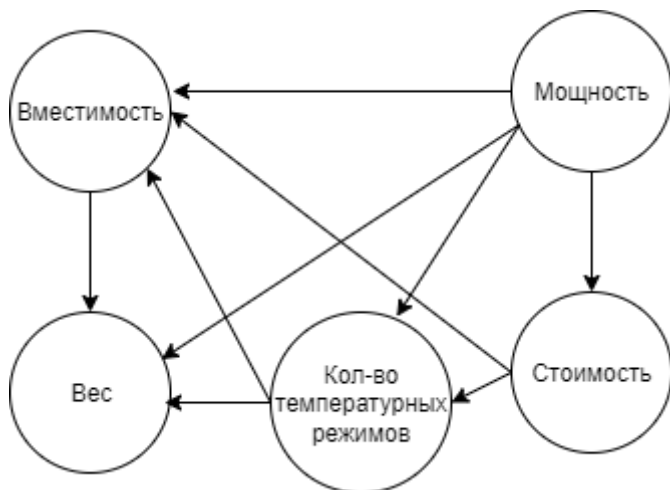 Вместимость
Мощность
Вес
Кол-во
температурных
режимов
Стоимость